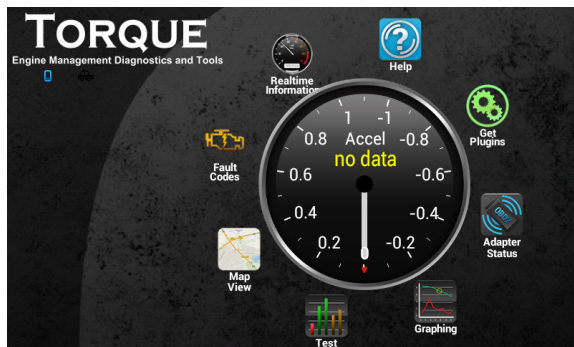 TORQUE
Engine Management Diagnostics and Tools
Realtime
Information
Help
Get
Plugins
Fault
Codes
1 -1
0.8 Accel -0.8
no data
0.6 -0.6
0.4 -0.4
0.2 -0.2
0
Adapter
Status
Map
View
Graphing
Test